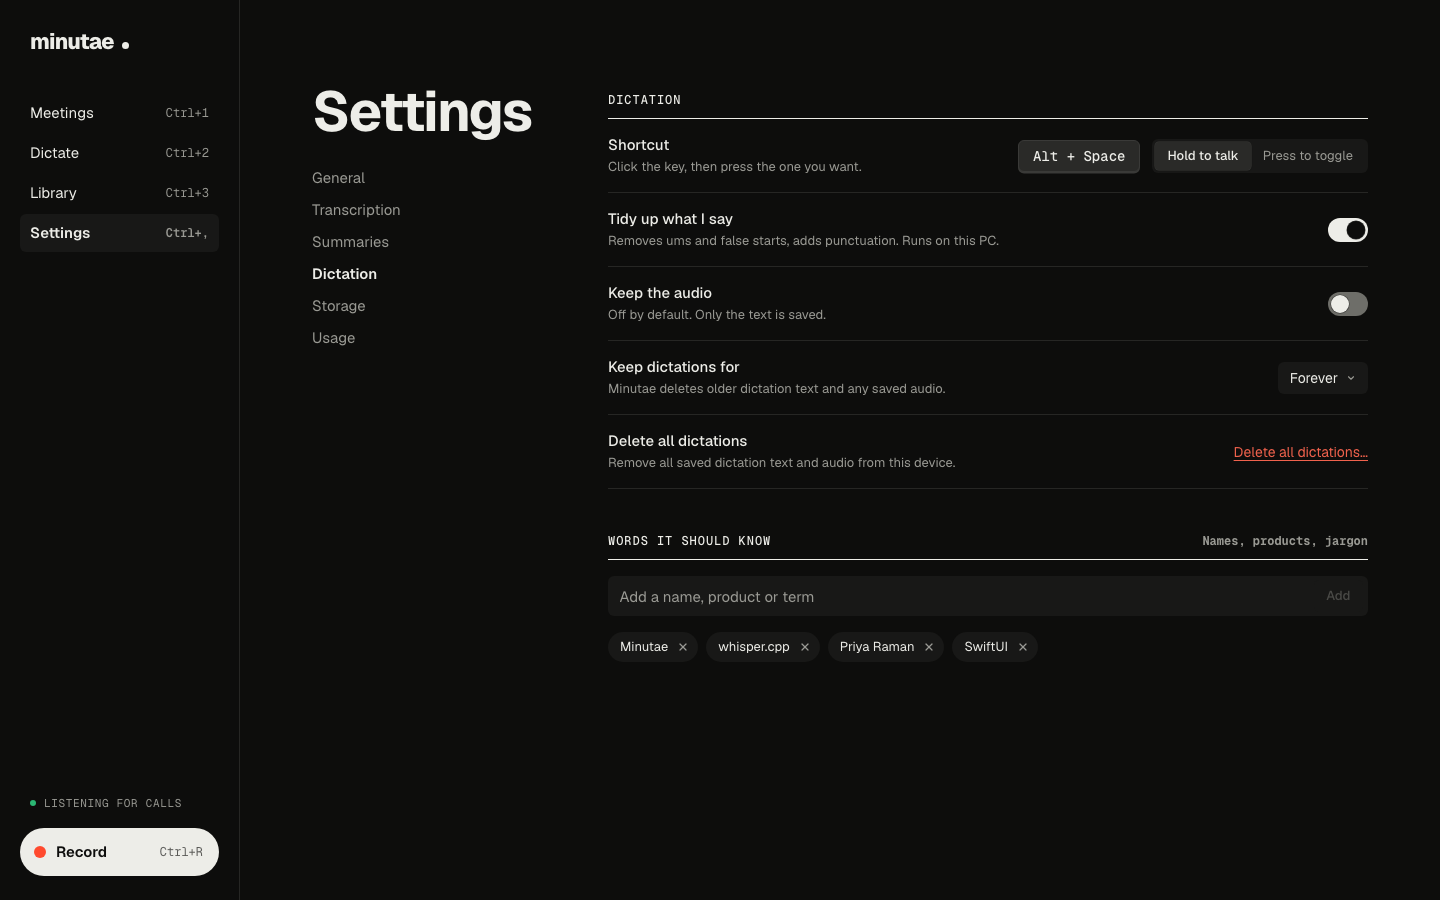 minutae
Meetings Ctrl+1
Dictate Ctrl+2
Library Ctrl+3
Settings Ctrl+,
LISTENING FOR CALLS
Record Ctrl+R
Settings
General
Transcription
Summaries
Dictation
Storage
Usage
DICTATION
Shortcut
Click the key, then press the one you want.
Alt + Space Hold to talk Press to toggle
Tidy up what I say
Removes ums and false starts, adds punctuation. Runs on this PC.
Keep the audio
Off by default. Only the text is saved.
Keep dictations for
Minutae deletes older dictation text and any saved audio.
Forever
Delete all dictations
Remove all saved dictation text and audio from this device.
Delete all dictations…
WORDS IT SHOULD KNOW Names, products, jargon
Add a name, product or term Add
Minutae × whisper.cpp × Priya Raman × SwiftUI ×